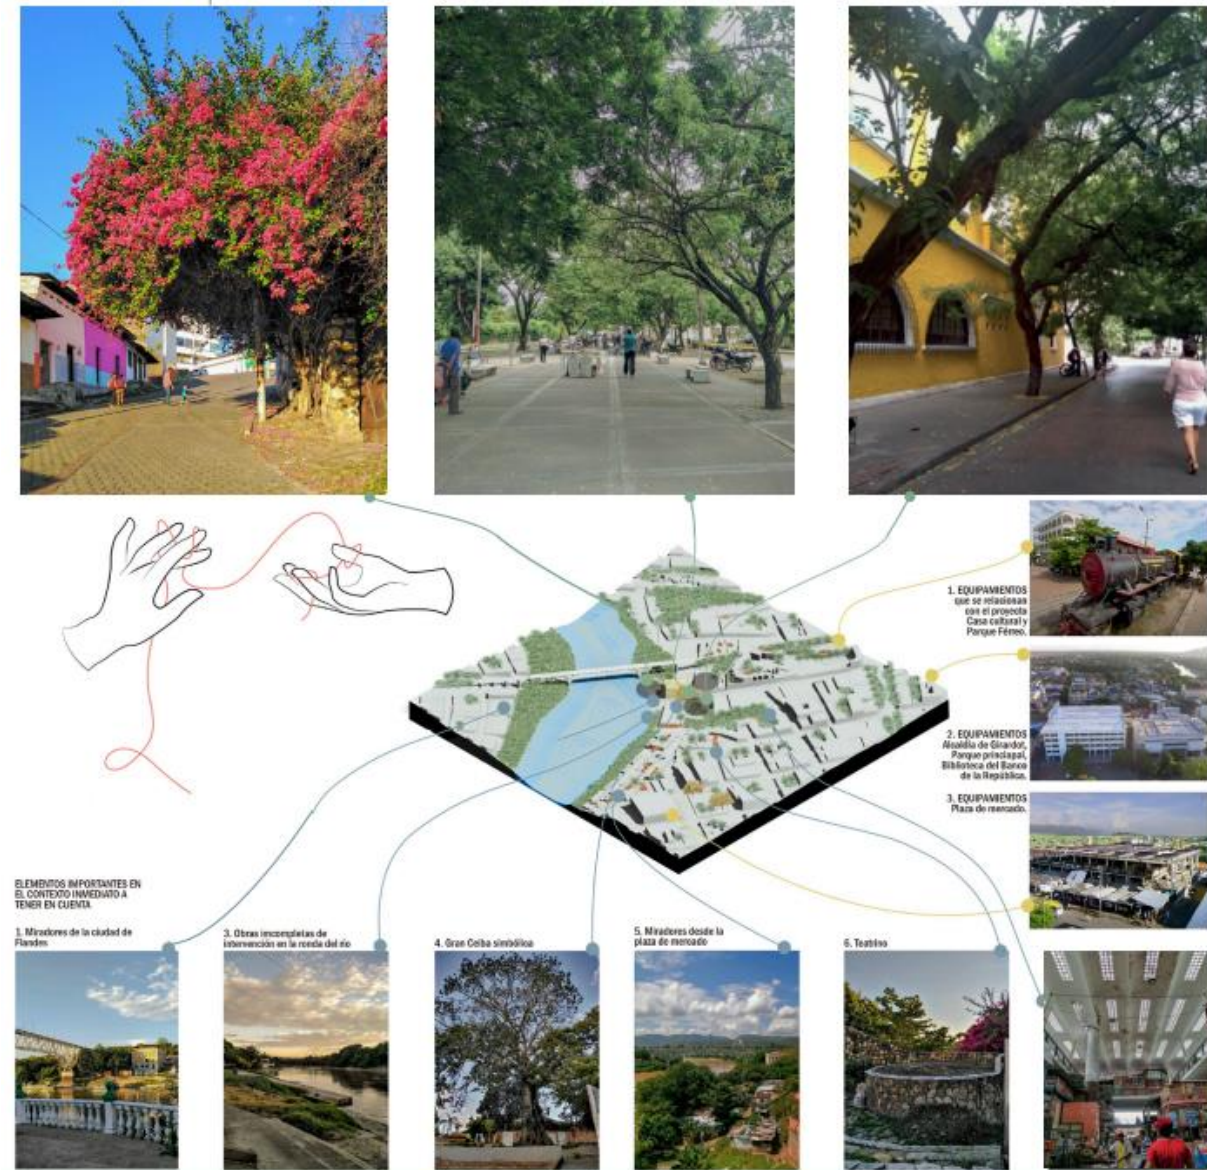 1. EQUIPAMIENTOS
que se relacionan
con el proyecto
Casa cultural y
Parque Férreo.
2. EQUIPAMIENTOS
Alcaldía de Girardot,
Parque principal,
Biblioteca del Banco
de la República.
3. EQUIPAMIENTOS
Plaza de mercado.
ELEMENTOS IMPORTANTES EN
EL CONTEXTO INMEDIATO A
TENER EN CUENTA
1. Miradores de la ciudad de
Flandes
3. Obras imcompletas de
intervención en la ronda del río
4. Gran Ceiba simbólica
5. Miradores desde la
plaza de mercado
6. Teatrino